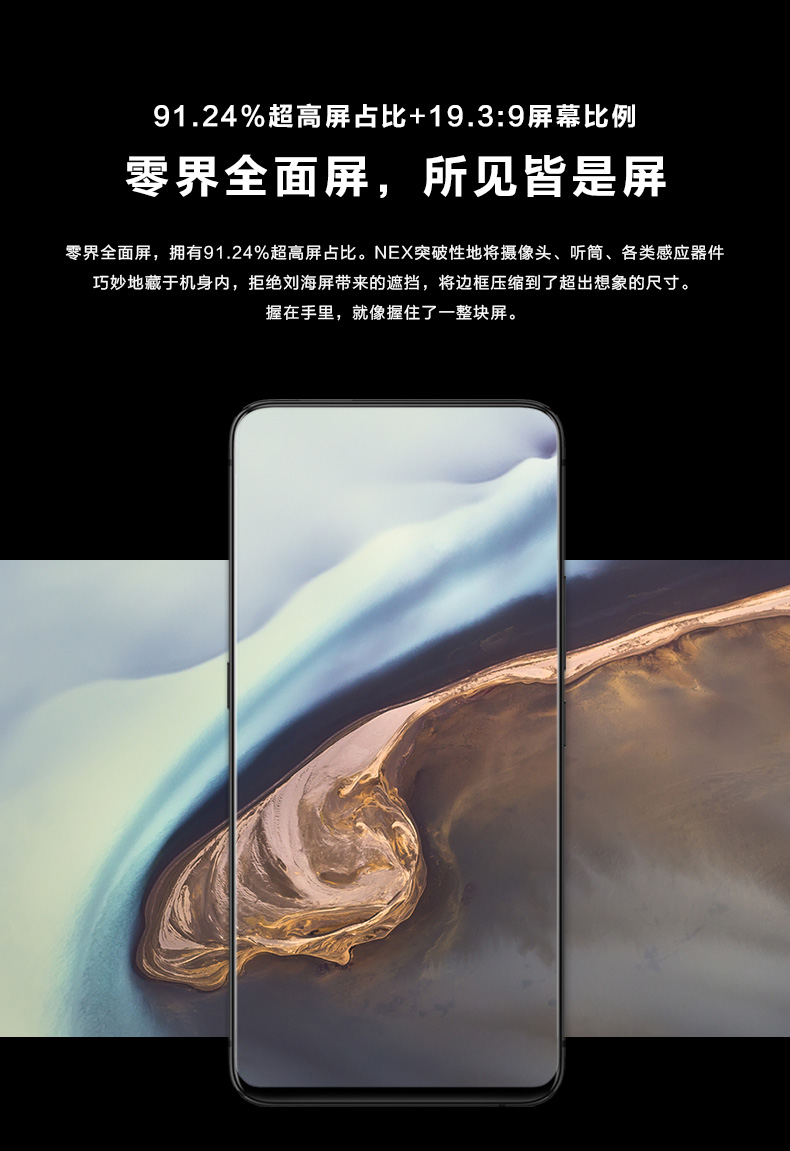 91.24%超高屏占比+19.3:9屏幕比例
零界全面屏，所见皆是屏
零界全面屏，拥有91.24%超高屏占比。NEX突破性地将摄像头、听筒、各类感应器件
巧妙地藏于机身内，拒绝刘海屏带来的遮挡，将边框压缩到了超出想象的尺寸。
握在手里，就像握住了一整块屏。